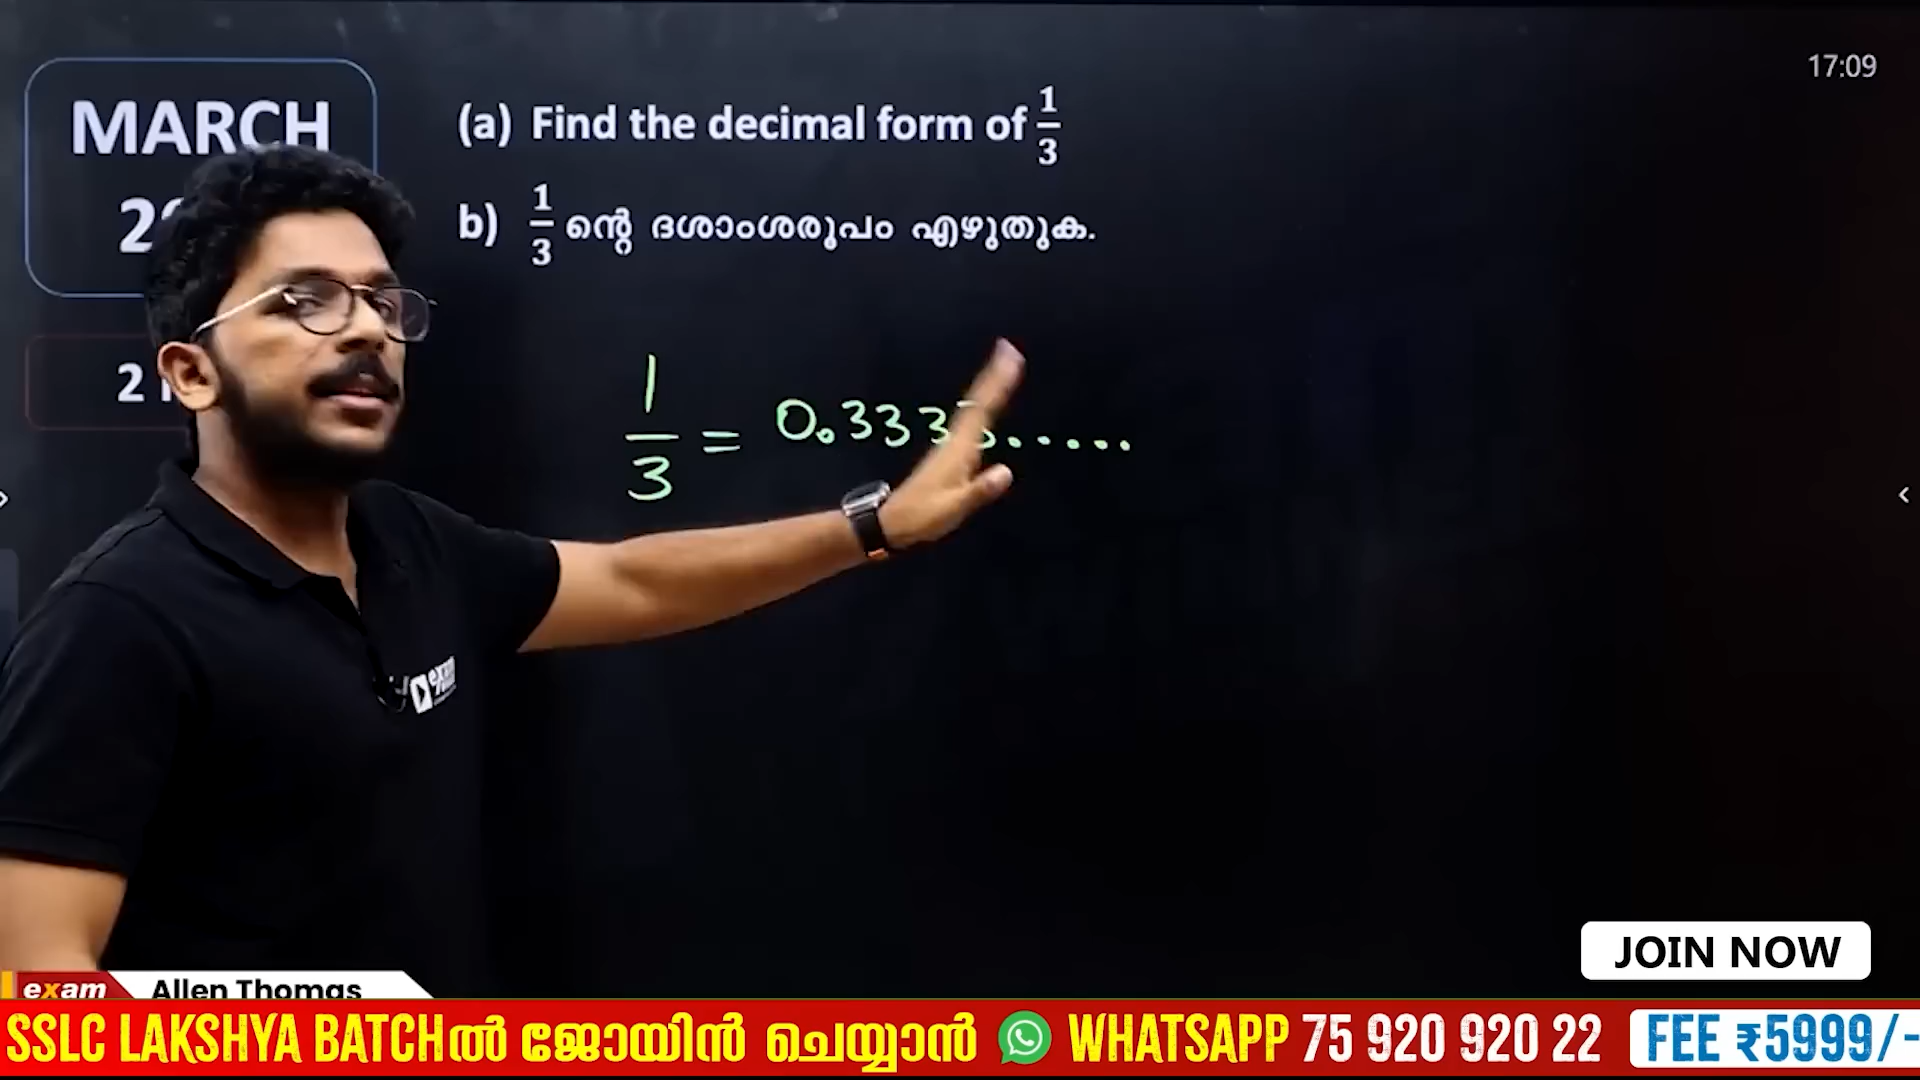 17:09
MARCH
(a) Find the decimal form of 1/3
b) 1/3 ന്റെ ദശാംശരൂപം എഴുതുക.
2
1/3 = 0.333.....
JOIN NOW
exam
Allen Thomas
SSLC LAKSHYA BATCHൽ ജോയിൻ ചെയ്യാൻ WHATSAPP 75 920 920 22 FEE ₹5999/-